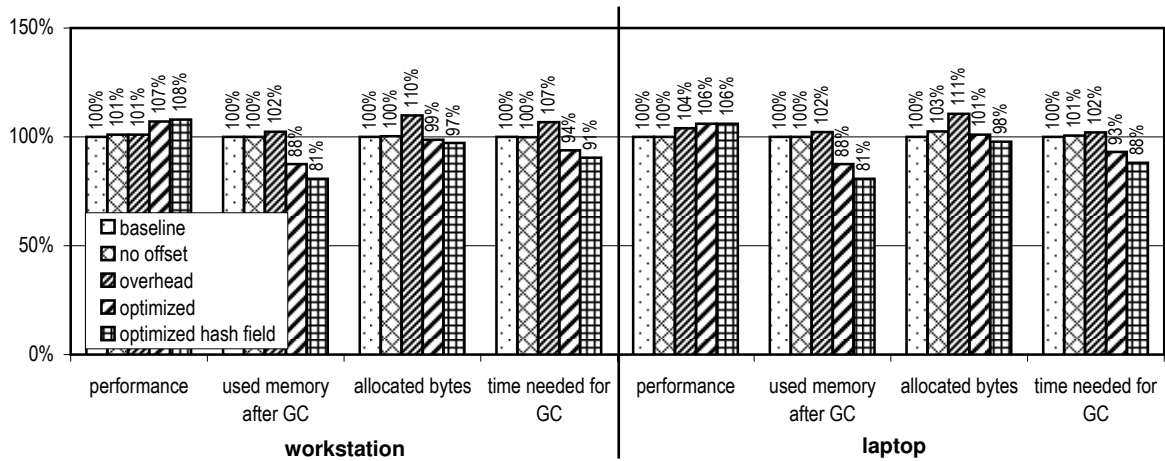 150%
100%
50%
0%
100% 101% 101% 107% 108%
100% 100% 102% 88% 81%
100% 100% 110% 99% 97%
100% 100% 107% 94% 91%
100% 100% 104% 106% 106%
100% 100% 102% 88% 81%
100% 103% 111% 101% 98%
100% 101% 102% 93% 88%
baseline
no offset
overhead
optimized
optimized hash field
performance
used memory
after GC
allocated bytes
time needed for
GC
performance
used memory
after GC
allocated bytes
time needed for
GC
workstation
laptop